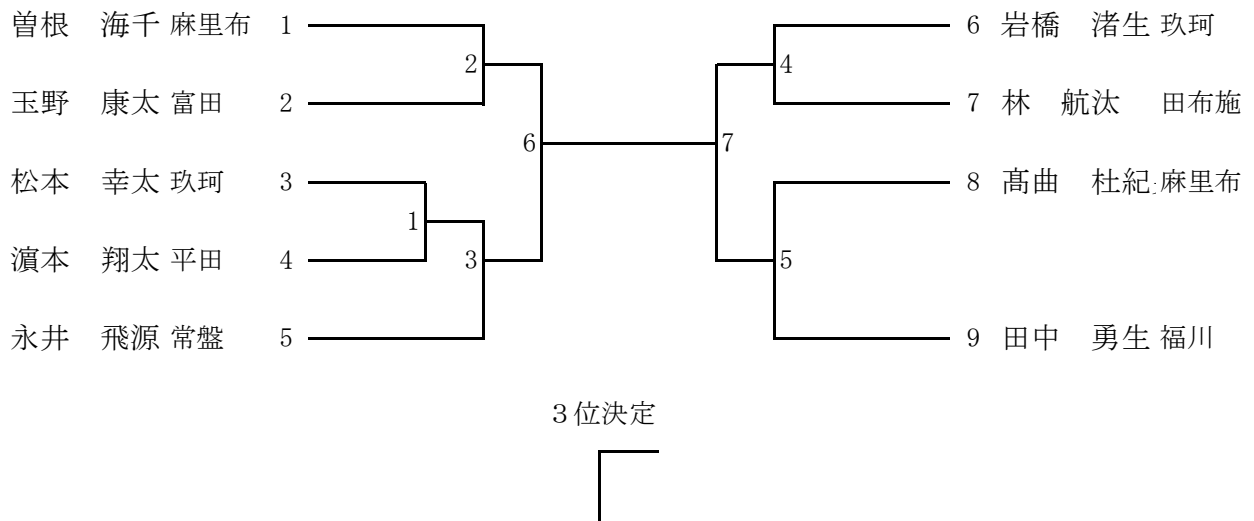 曽根　海千 麻里布 1
玉野　康太 富田 2
松本　幸太 玖珂 3
濵本　翔太 平田 4
永井　飛源 常盤 5
2
1
3
6
7
4
5
6 岩橋　渚生 玖珂
7 林　航汰 田布施
8 髙曲　杜紀 麻里布
9 田中　勇生 福川
３位決定